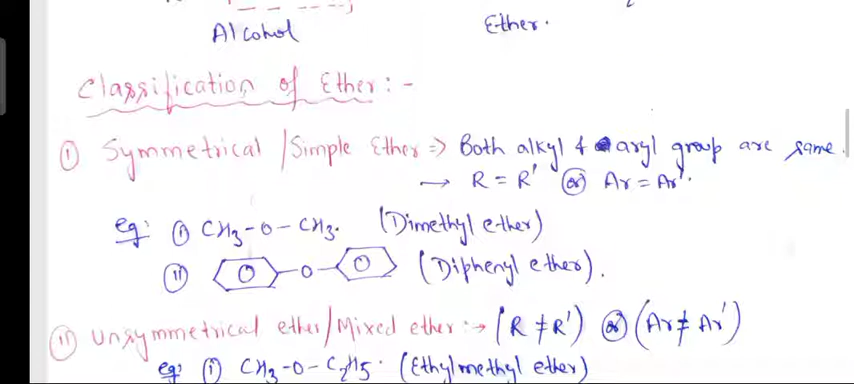 Alcohol Ether.
Classification of Ether:-
(i) Symmetrical /Simple Ether => Both alkyl & aryl group are same.
→ R = R' (or) Ar = Ar'.
eg: (i) CH3-O-CH3. (Dimethyl ether)
(ii) -O- (Diphenyl ether).
(ii) Unsymmetrical ether/Mixed ether:→ (R ≠ R') (or) (Ar ≠ Ar')
eg: (i) CH3-O-C2H5. (Ethylmethyl ether)